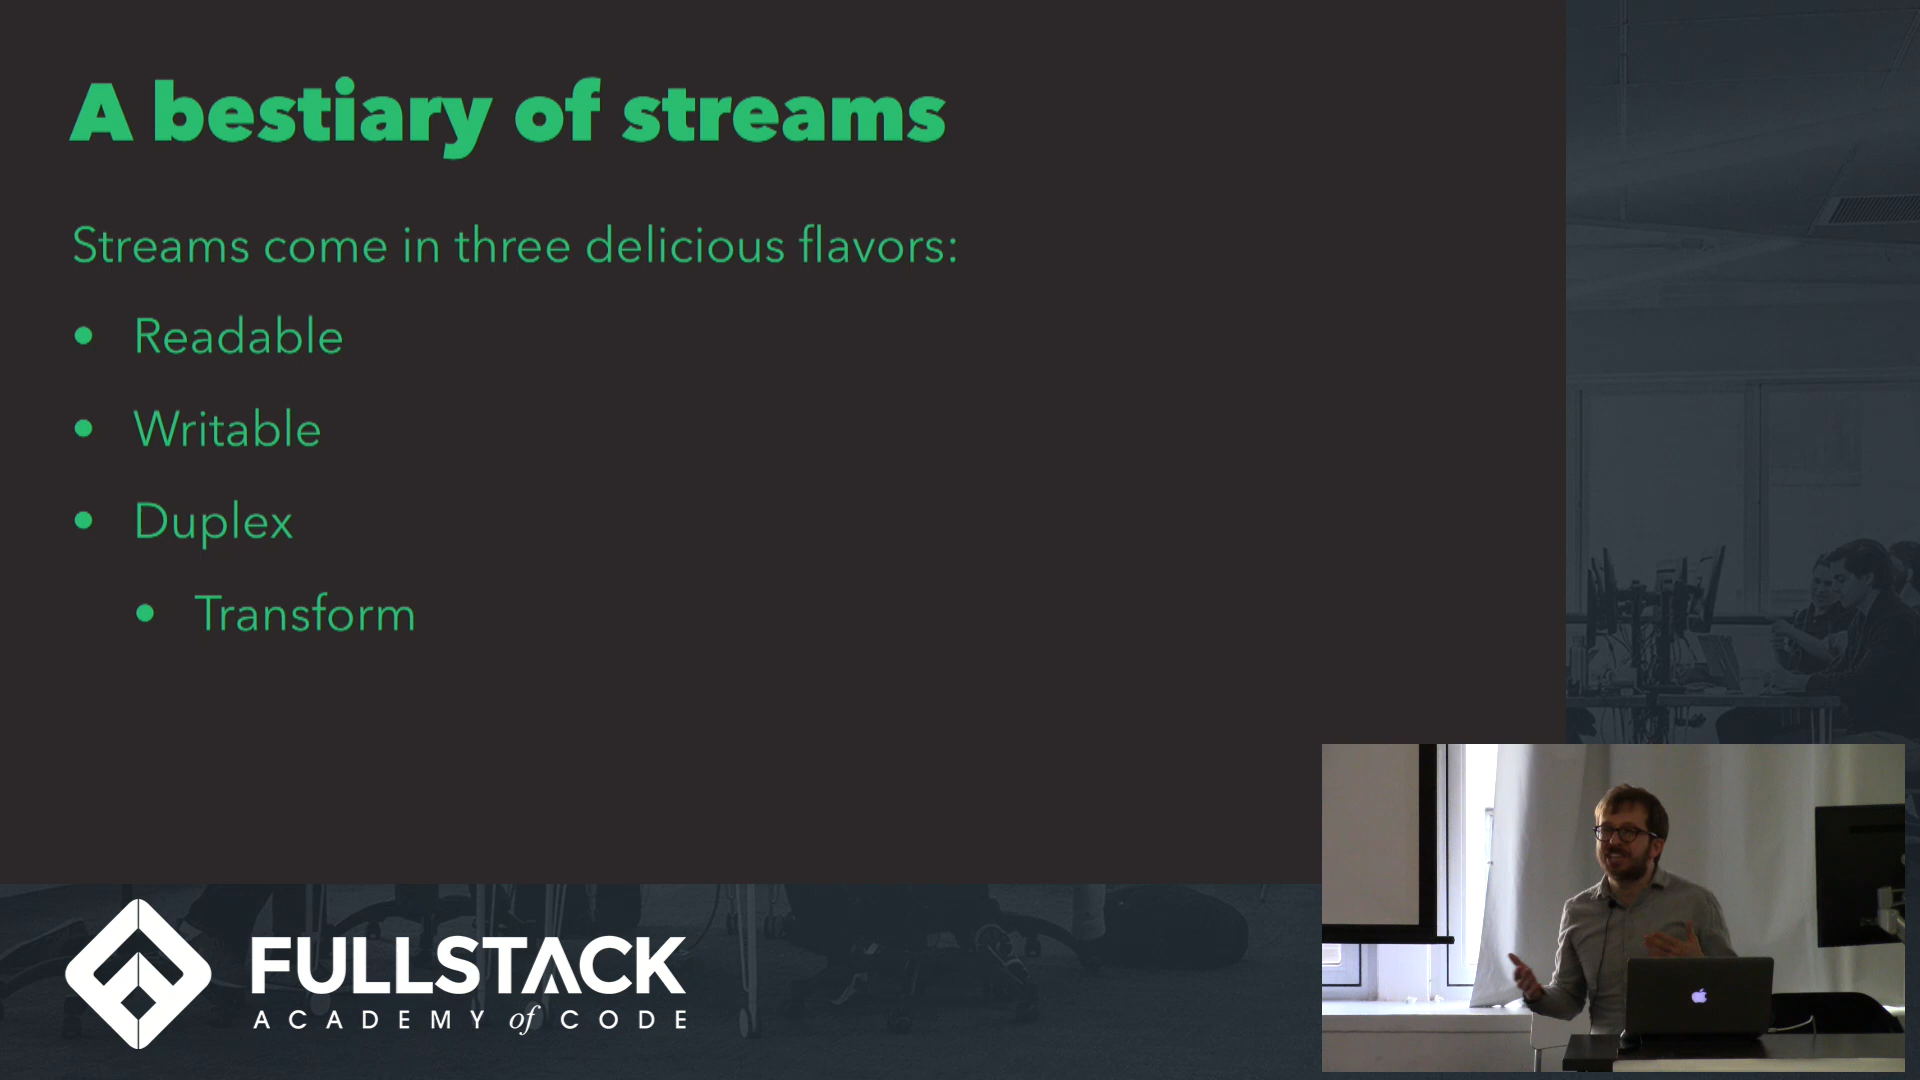 A bestiary of streams
Streams come in three delicious flavors:
• Readable
• Writable
• Duplex
• Transform
FULLSTACK
ACADEMY of CODE